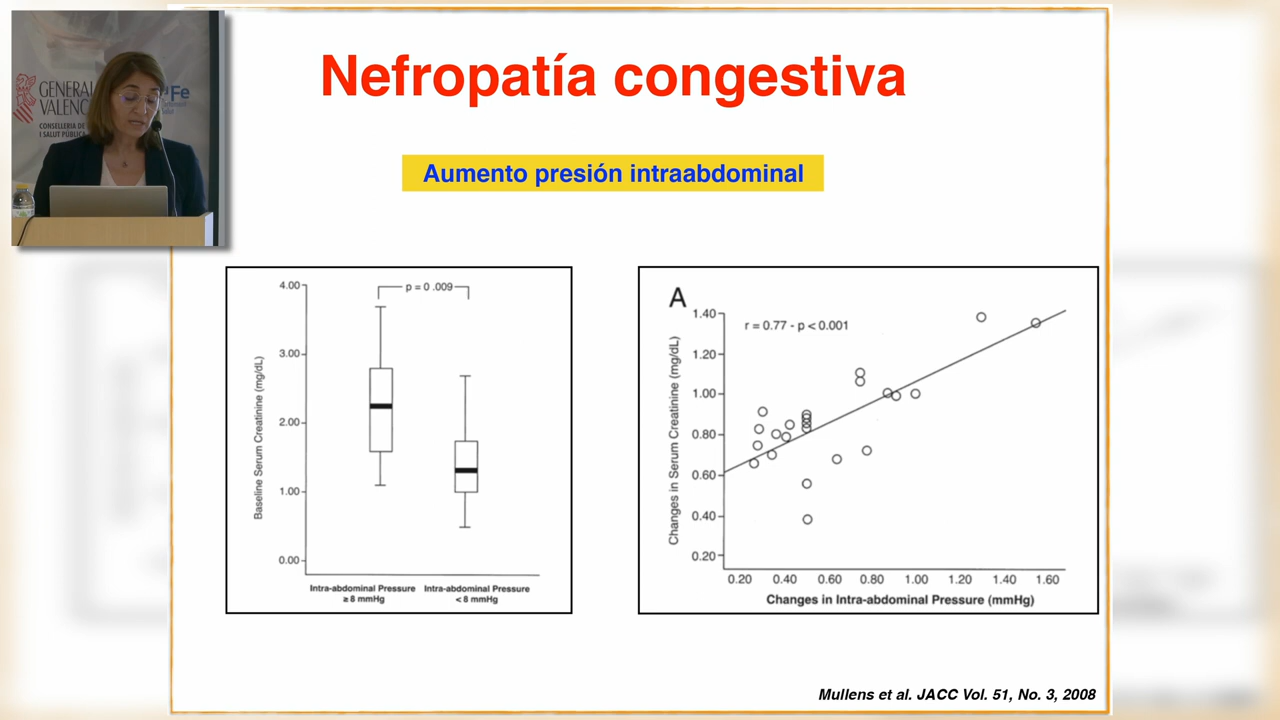 Nefropatía congestiva
Aumento presión intraabdominal
GENERAL
VALENC
CONSELLERIA DE
I SALUT PÚBLICA
Fe
4.00
3.00
2.00
1.00
0.00
p = 0 .009
Baseline Serum Creatinine (mg/dL)
Intra-abdominal Pressure
≥ 8 mmHg
Intra-abdominal Pressure
< 8 mmHg
A
r = 0.77 - p < 0.001
1.40
1.20
1.00
0.80
0.60
0.40
0.20
Changes in Serum Creatinine (mg/dL)
0.20 0.40 0.60 0.80 1.00 1.20 1.40 1.60
Changes in Intra-abdominal Pressure (mmHg)
Mullens et al. JACC Vol. 51, No. 3, 2008